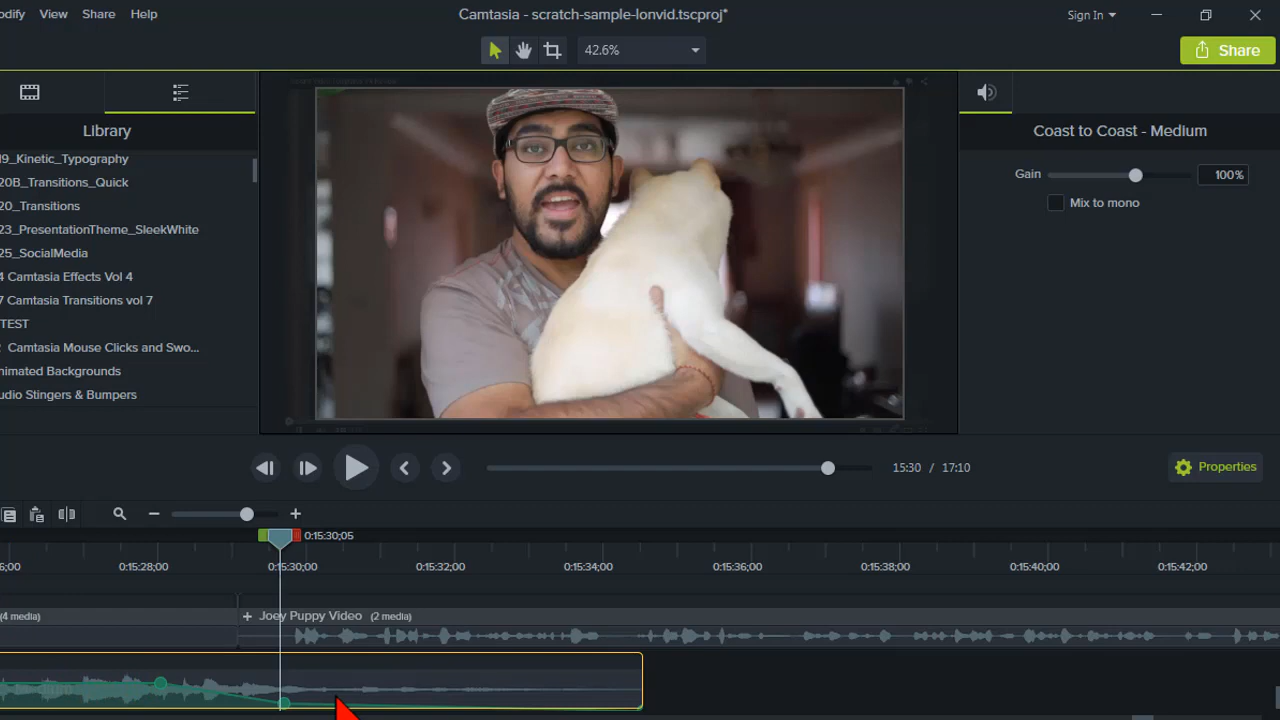 odify View Share Help
Camtasia - scratch-sample-lonvid.tscproj*
Sign In
42.6%
Share
Library
19_Kinetic_Typography
20B_Transitions_Quick
20_Transitions
23_PresentationTheme_SleekWhite
25_SocialMedia
4 Camtasia Effects Vol 4
7 Camtasia Transitions vol 7
TEST
Camtasia Mouse Clicks and Swo...
nimated Backgrounds
udio Stingers & Bumpers
Coast to Coast - Medium
Gain 100%
Mix to mono
15:30 / 17:10
Properties
0:15:30;05
6;00 0:15:28;00 0:15:30;00 0:15:32;00 0:15:34;00 0:15:36;00 0:15:38;00 0:15:40;00 0:15:42;00
(4 media) + Joey Puppy Video (2 media)